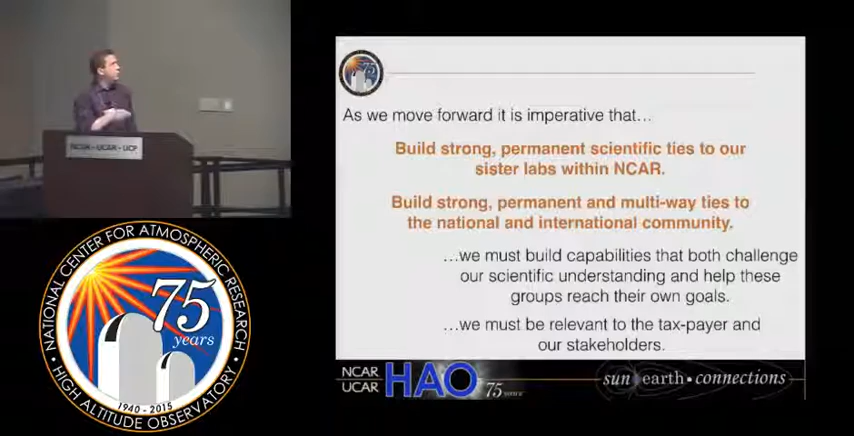 NCAR • UCAR • UCP
75
As we move forward it is imperative that...
Build strong, permanent scientific ties to our
sister labs within NCAR.
Build strong, permanent and multi-way ties to
the national and international community.
...we must build capabilities that both challenge
our scientific understanding and help these
groups reach their own goals.
...we must be relevant to the tax-payer and
our stakeholders.
NATIONAL CENTER FOR ATMOSPHERIC RESEARCH
75
years
1940 - 2015
HIGH ALTITUDE OBSERVATORY
NCAR
UCAR
HAO
75 years
sun • earth • connections